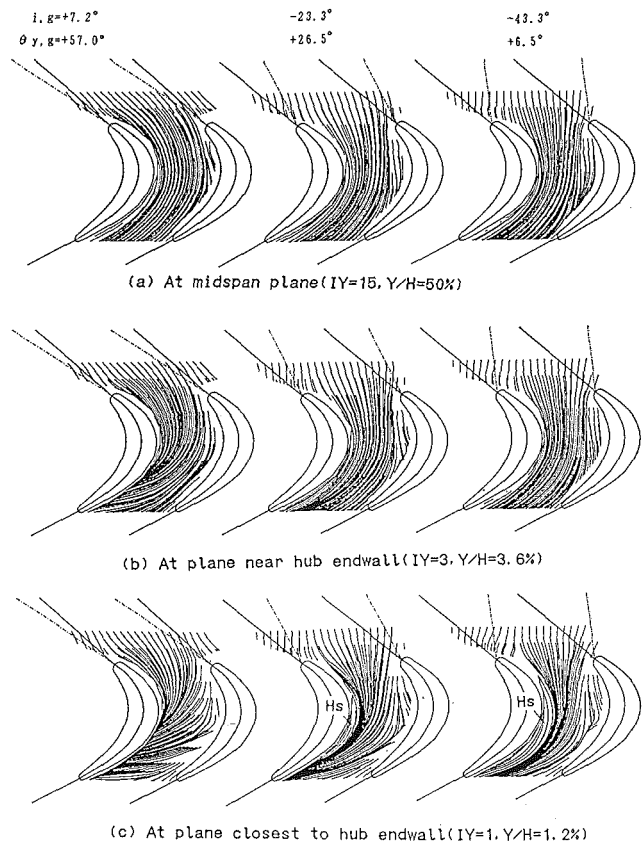 i,g=+7.2° -23.3° -43.3°
θy,g=+57.0° +26.5° +6.5°
(a) At midspan plane(IY=15,Y/H=50%)
(b) At plane near hub endwall(IY=3,Y/H=3.6%)
Hs Hs
(c) At plane closest to hub endwall(IY=1,Y/H=1.2%)